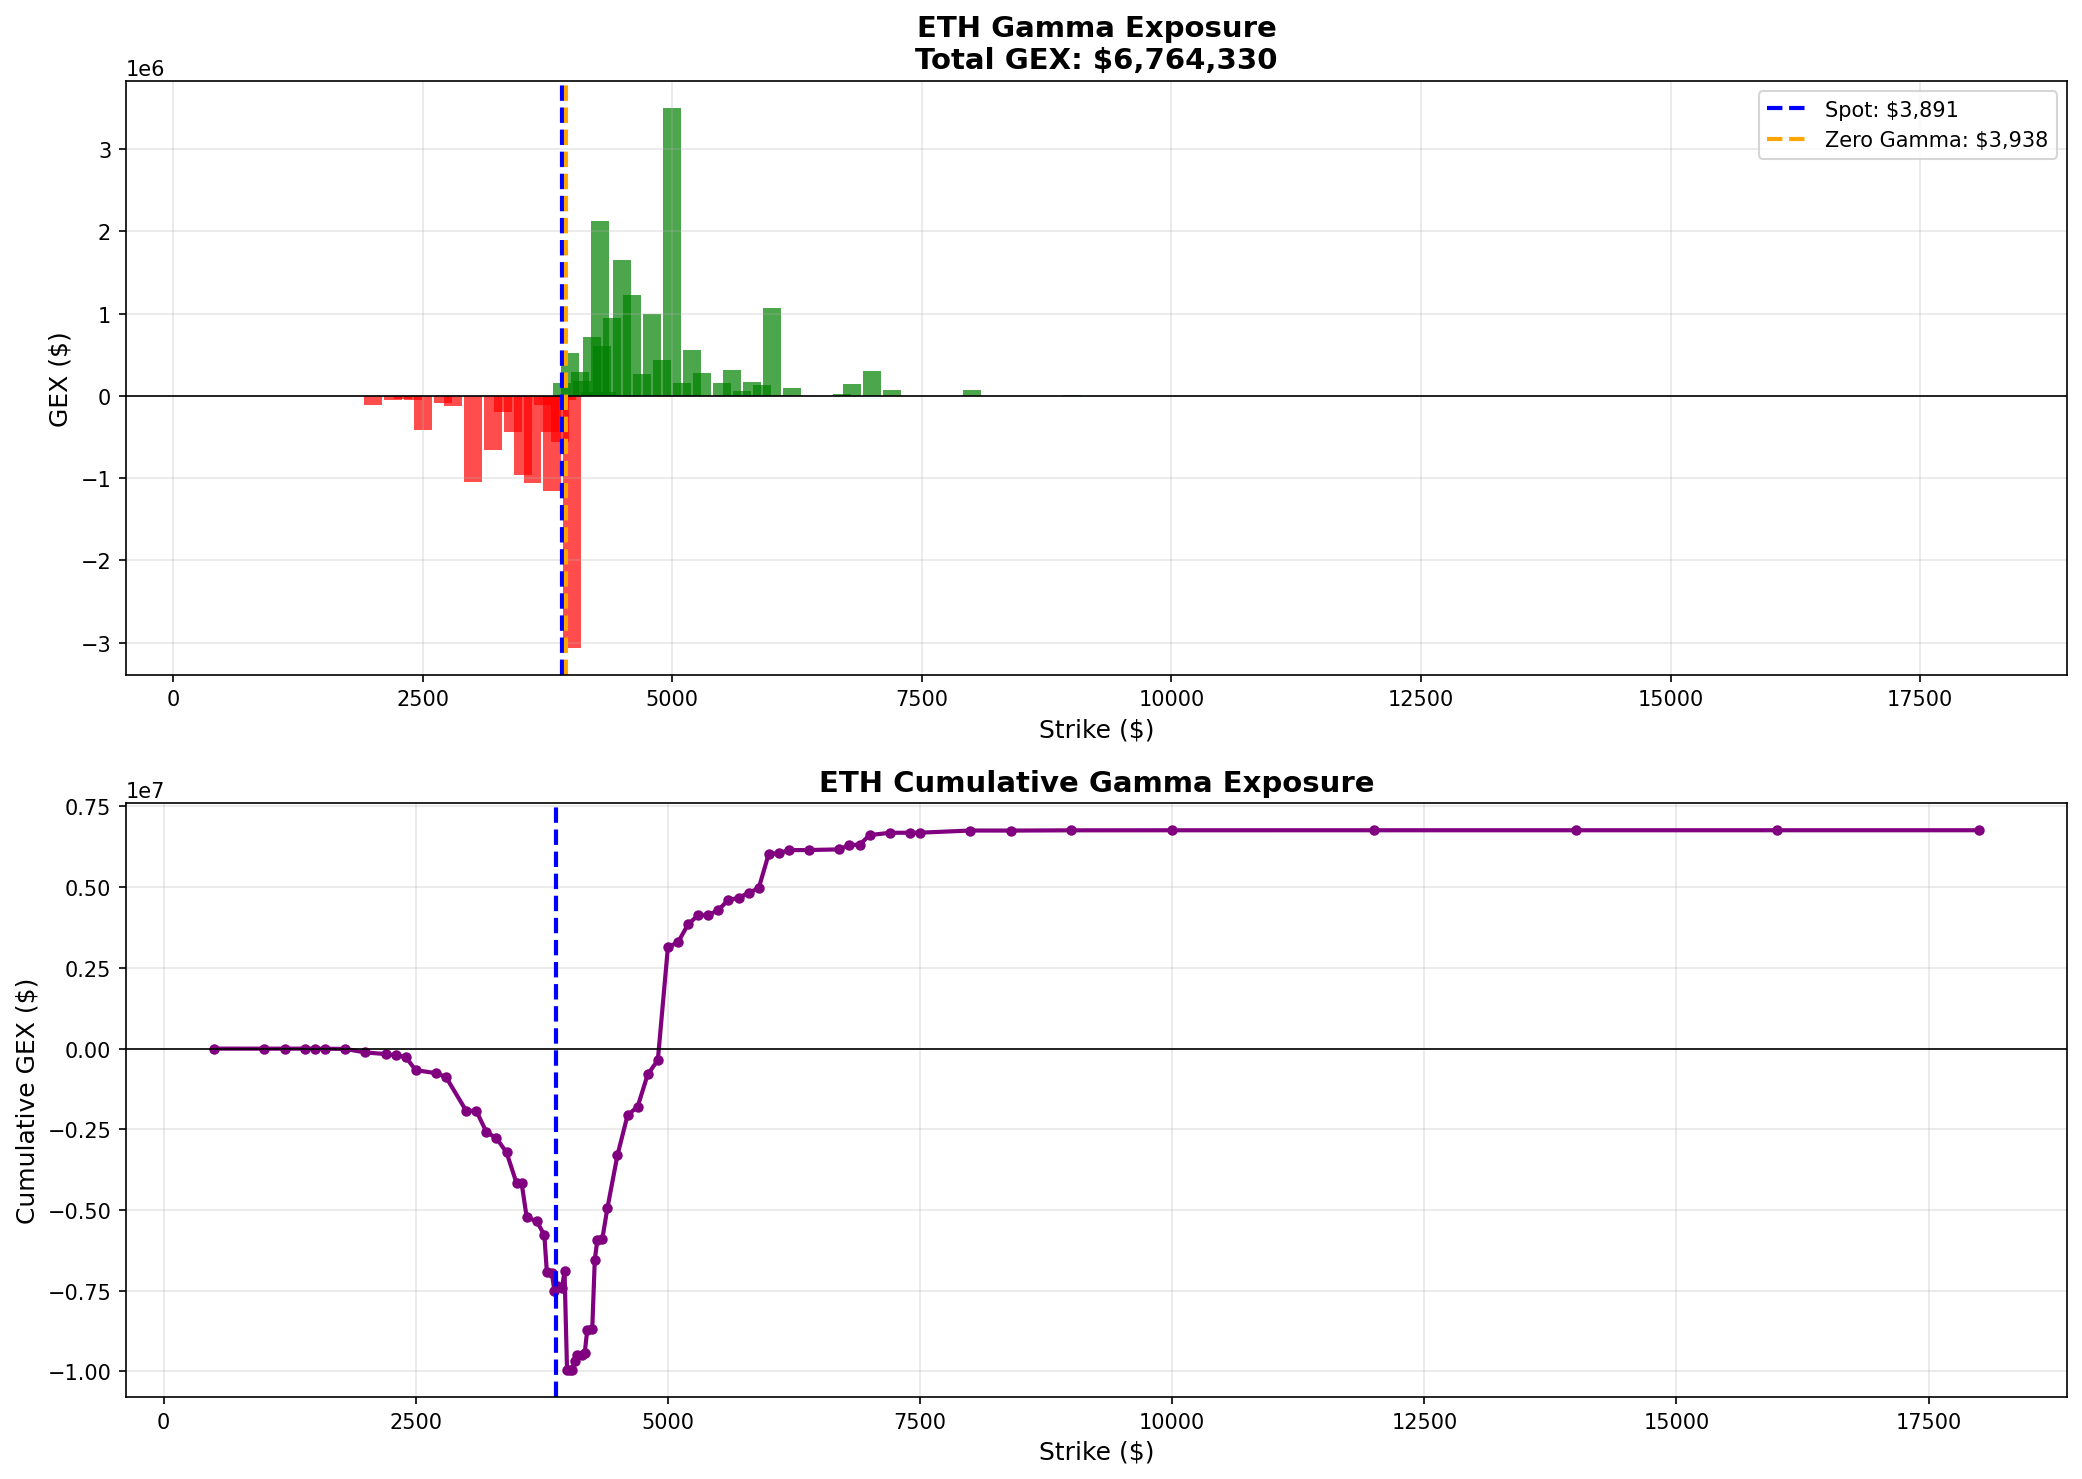 ETH Gamma Exposure
Total GEX: $6,764,330
1e6
Spot: $3,891
Zero Gamma: $3,938
3
2
1
0
−1
−2
−3
GEX ($)
0 2500 5000 7500 10000 12500 15000 17500
Strike ($)
ETH Cumulative Gamma Exposure
1e7
0.75
0.50
0.25
0.00
−0.25
−0.50
−0.75
−1.00
Cumulative GEX ($)
0 2500 5000 7500 10000 12500 15000 17500
Strike ($)